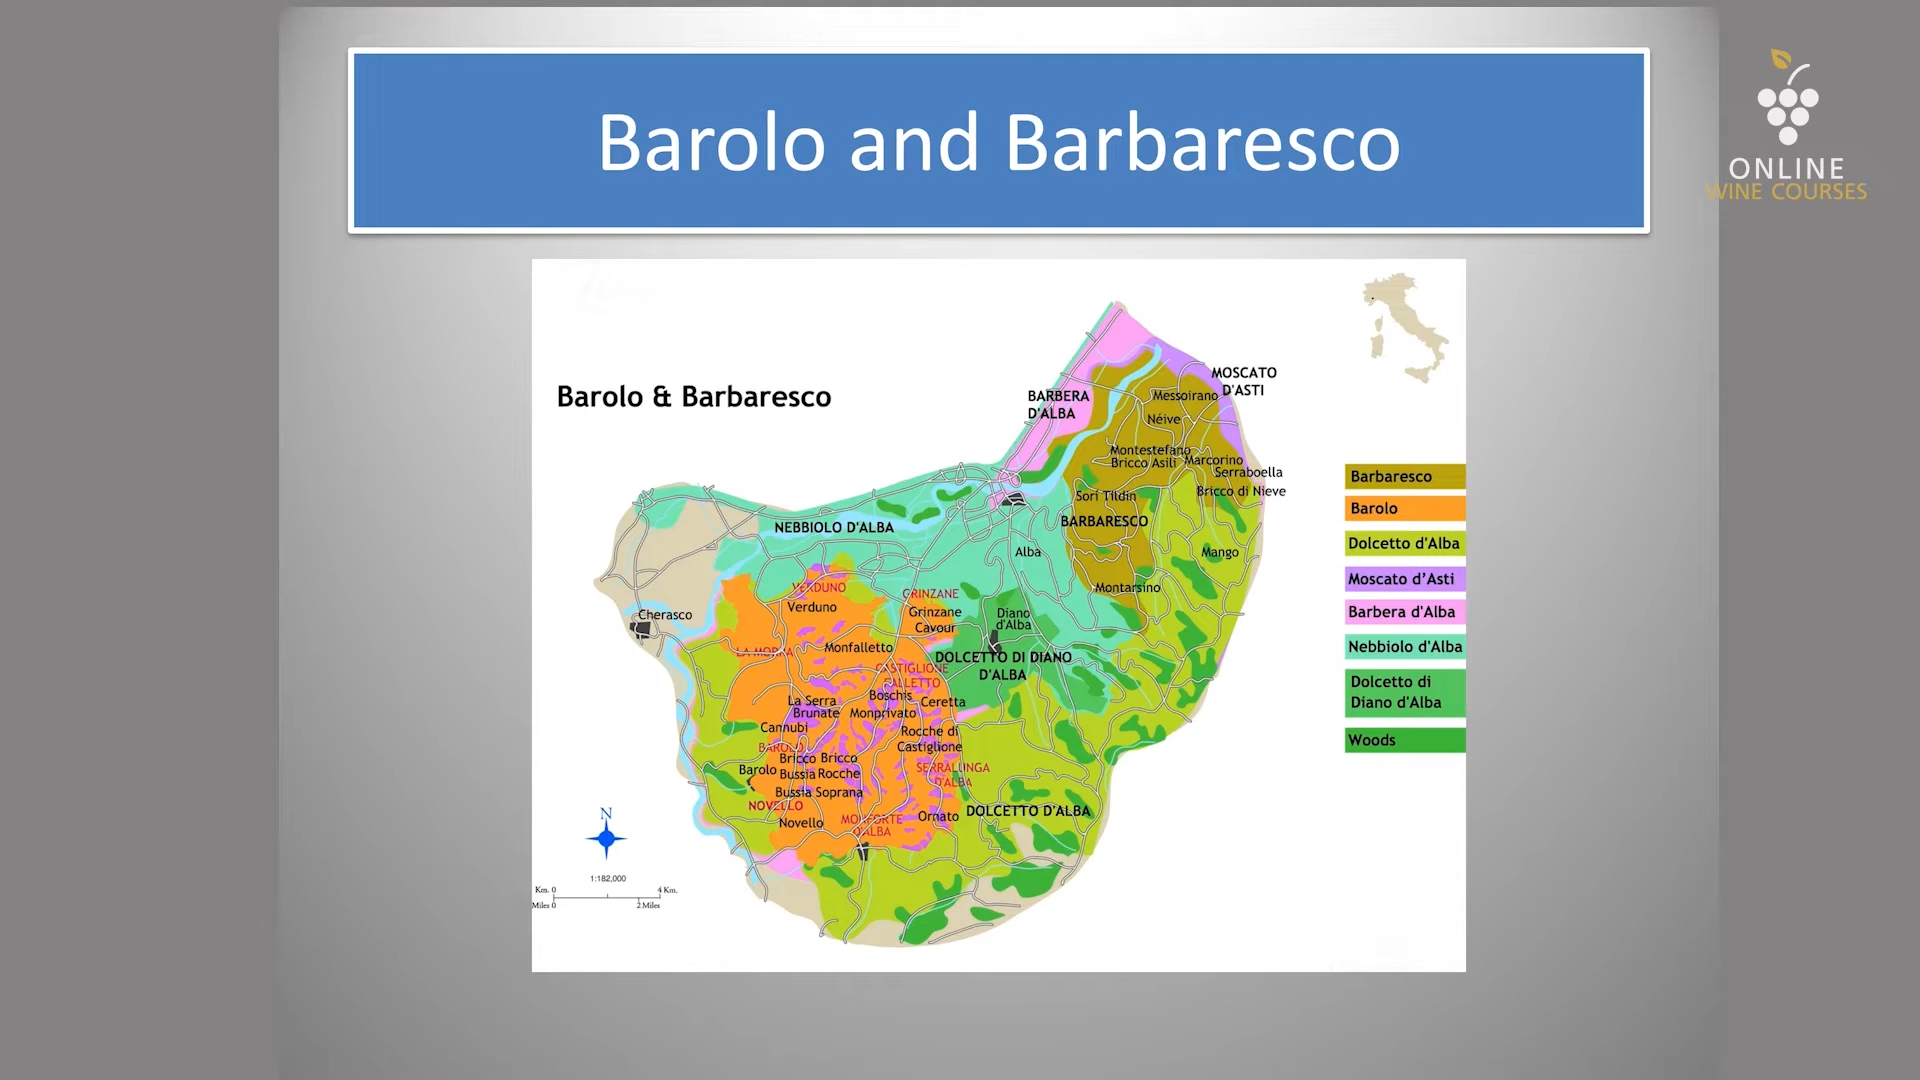 Barolo and Barbaresco
ONLINE
WINE COURSES
Barolo & Barbaresco
MOSCATO
D'ASTI
BARBERA
D'ALBA
Messoirano
Néive
Montestefano
Bricco Asili
Marcorino
Serraboella
Bricco di Nieve
Sori Tildin
BARBARESCO
NEBBIOLO D'ALBA
Alba
Mango
Montarsino
VERDUNO
Verduno
GRINZANE
Grinzane
Cavour
Diano
d'Alba
Cherasco
LA MORRA
Monfalletto
DOLCETTO DI DIANO
D'ALBA
CASTIGLIONE
FALLETTO
Boschis
Ceretta
La Serra
Brunate
Monprivato
Cannubi
Rocche di
Castiglione
BAROLO
Bricco Bricco
Barolo
Bussia Rocche
SERRALUNGA
D'ALBA
Bussia Soprana
NOVELLO
Novello
MONFORTE
D'ALBA
Ornato
DOLCETTO D'ALBA
Barbaresco
Barolo
Dolcetto d'Alba
Moscato d’Asti
Barbera d'Alba
Nebbiolo d'Alba
Dolcetto di
Diano d'Alba
Woods
N
1:182,000
Km. 0 4 Km.
Miles 0 2 Miles